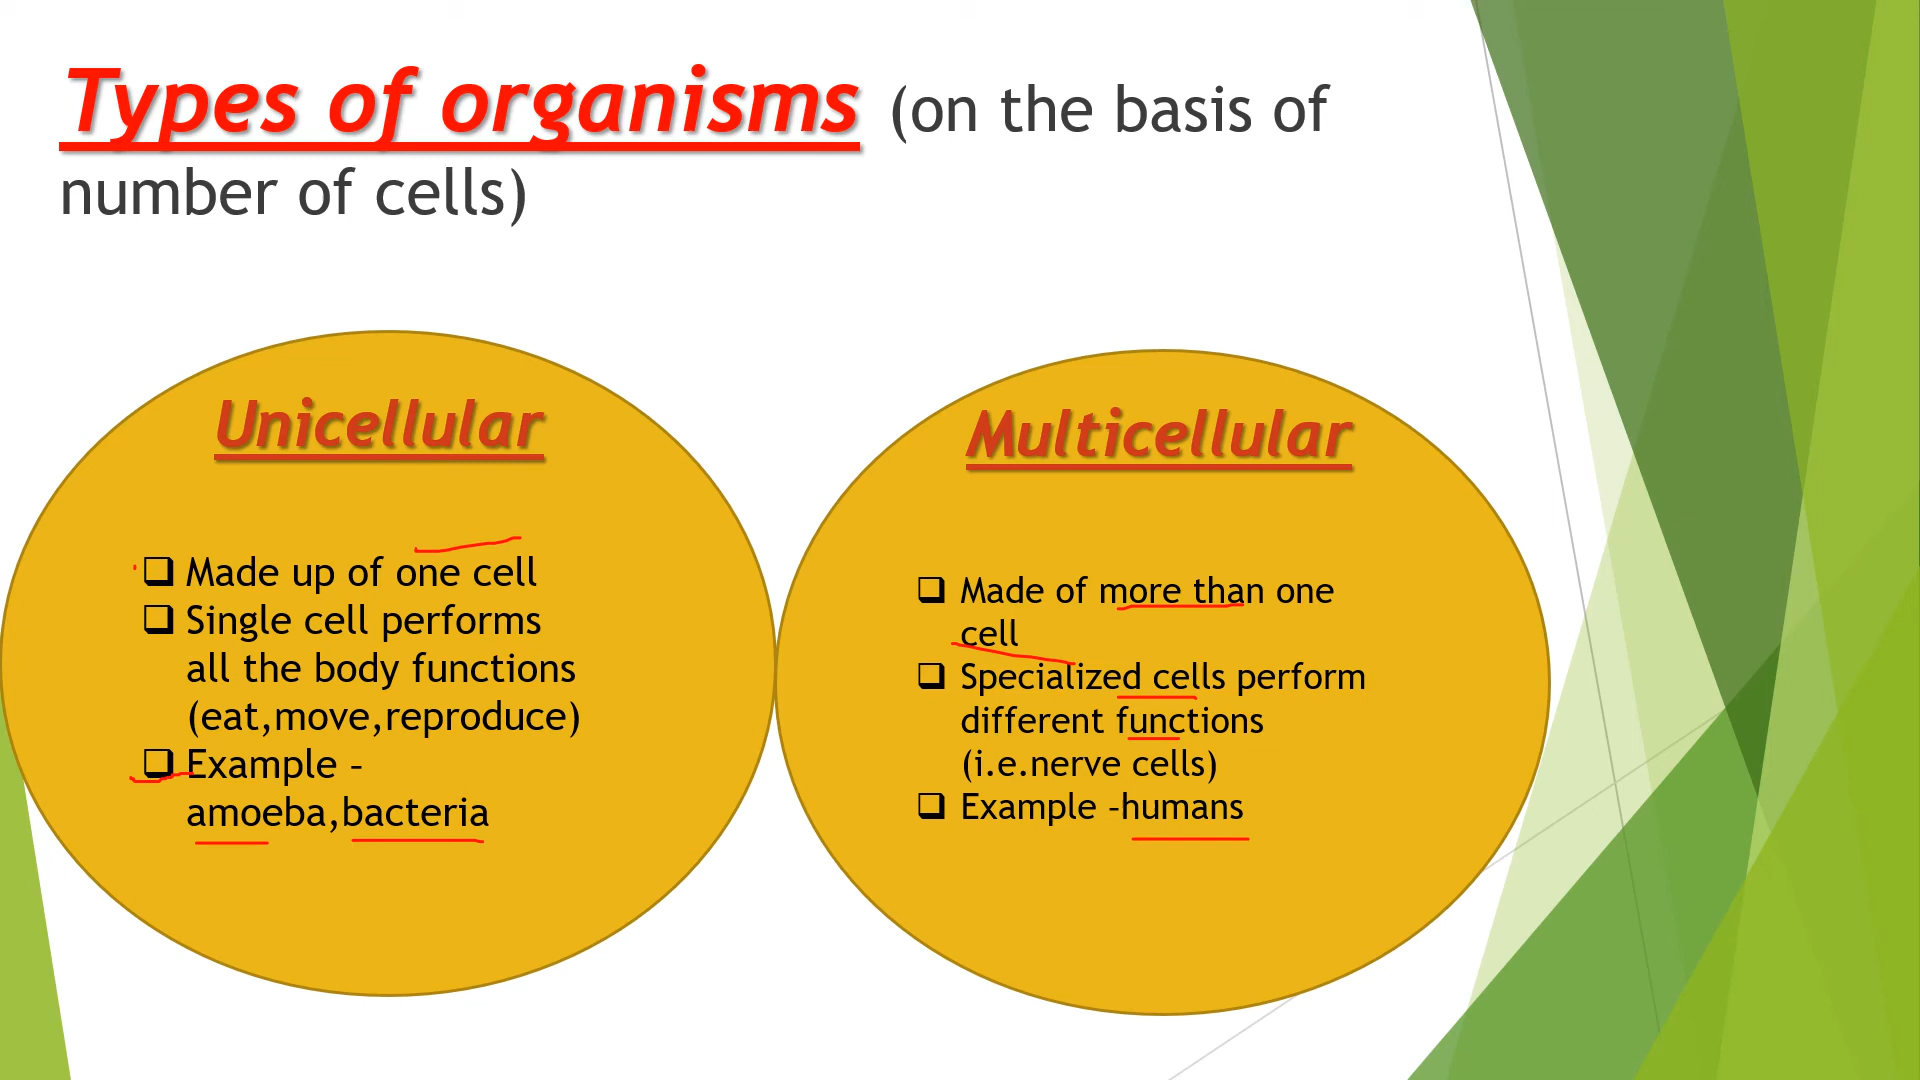 Types of organisms (on the basis of
number of cells)
Unicellular
❑ Made up of one cell
❑ Single cell performs
all the body functions
(eat,move,reproduce)
❑ Example –
amoeba,bacteria
Multicellular
❑ Made of more than one
cell
❑ Specialized cells perform
different functions
(i.e.nerve cells)
❑ Example –humans